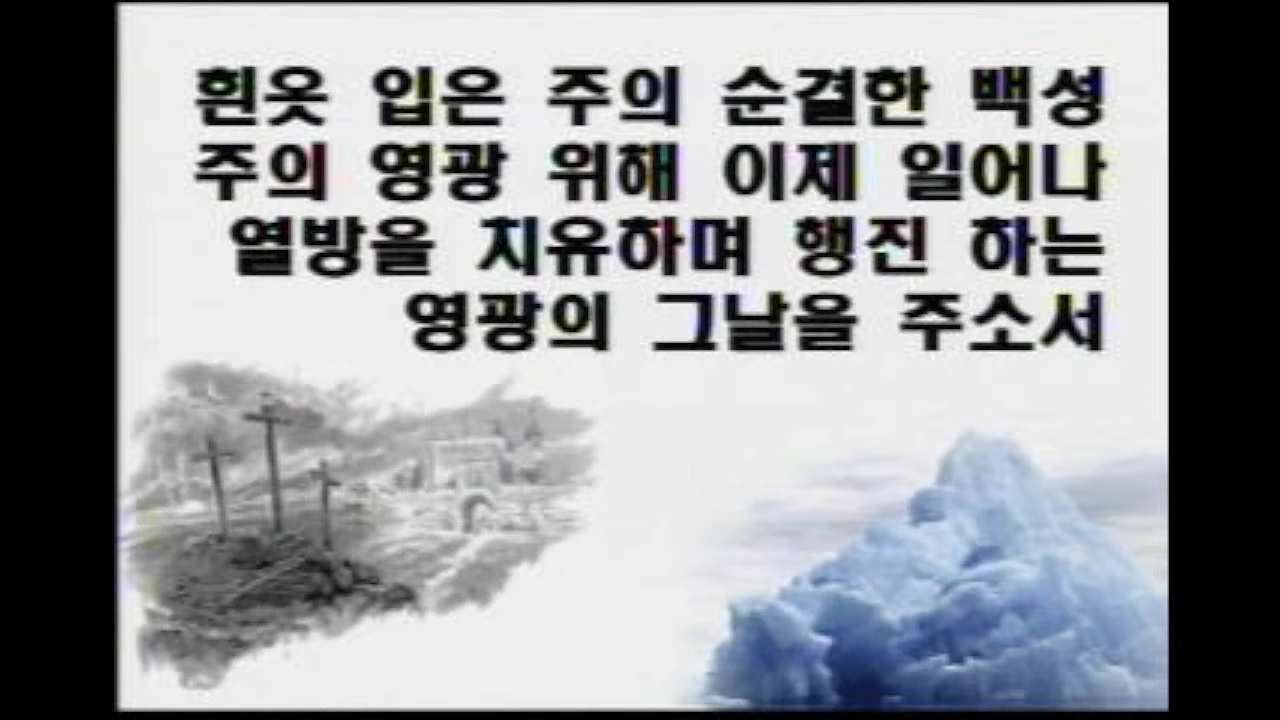 흰옷 입은 주의 순결한 백성
주의 영광 위해 이제 일어나
열방을 치유하며 행진 하는
영광의 그날을 주소서